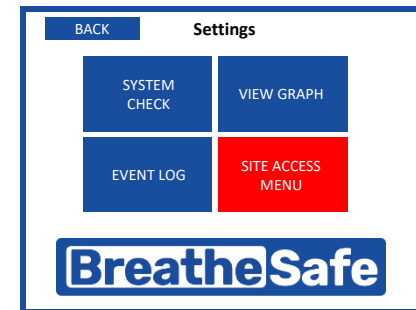 BACK
Settings
SYSTEM
CHECK
VIEW GRAPH
EVENT LOG
SITE ACCESS
MENU
BreatheSafe